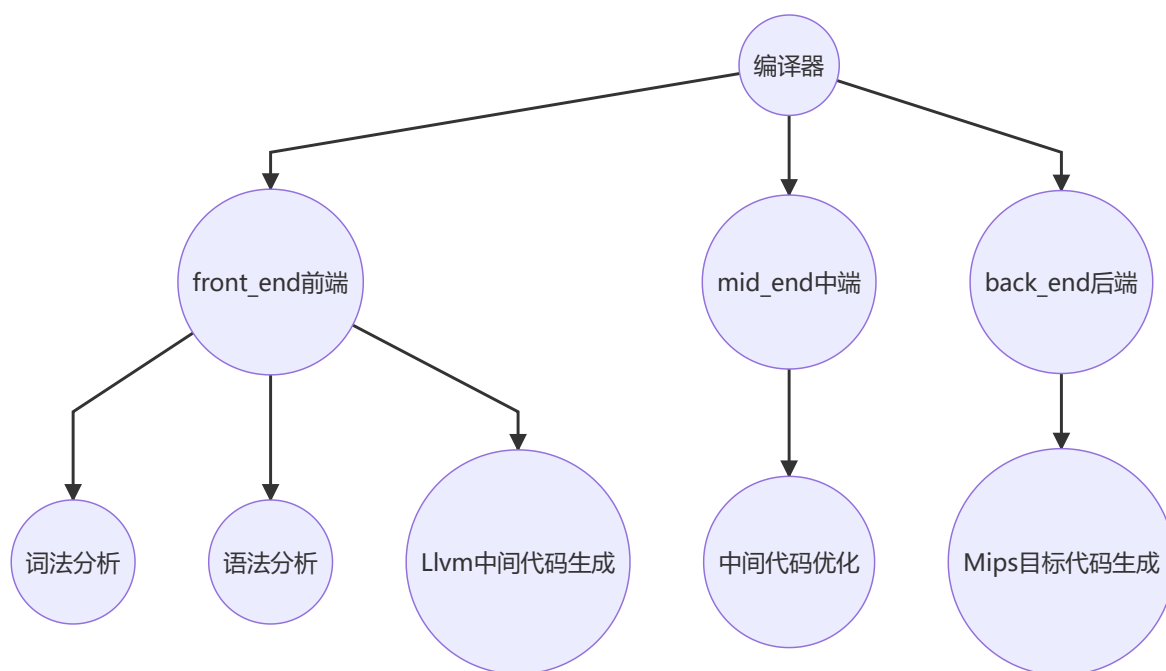 编译器
front_end前端
mid_end中端
back_end后端
词法分析
语法分析
Llvm中间代码生成
中间代码优化
Mips目标代码生成